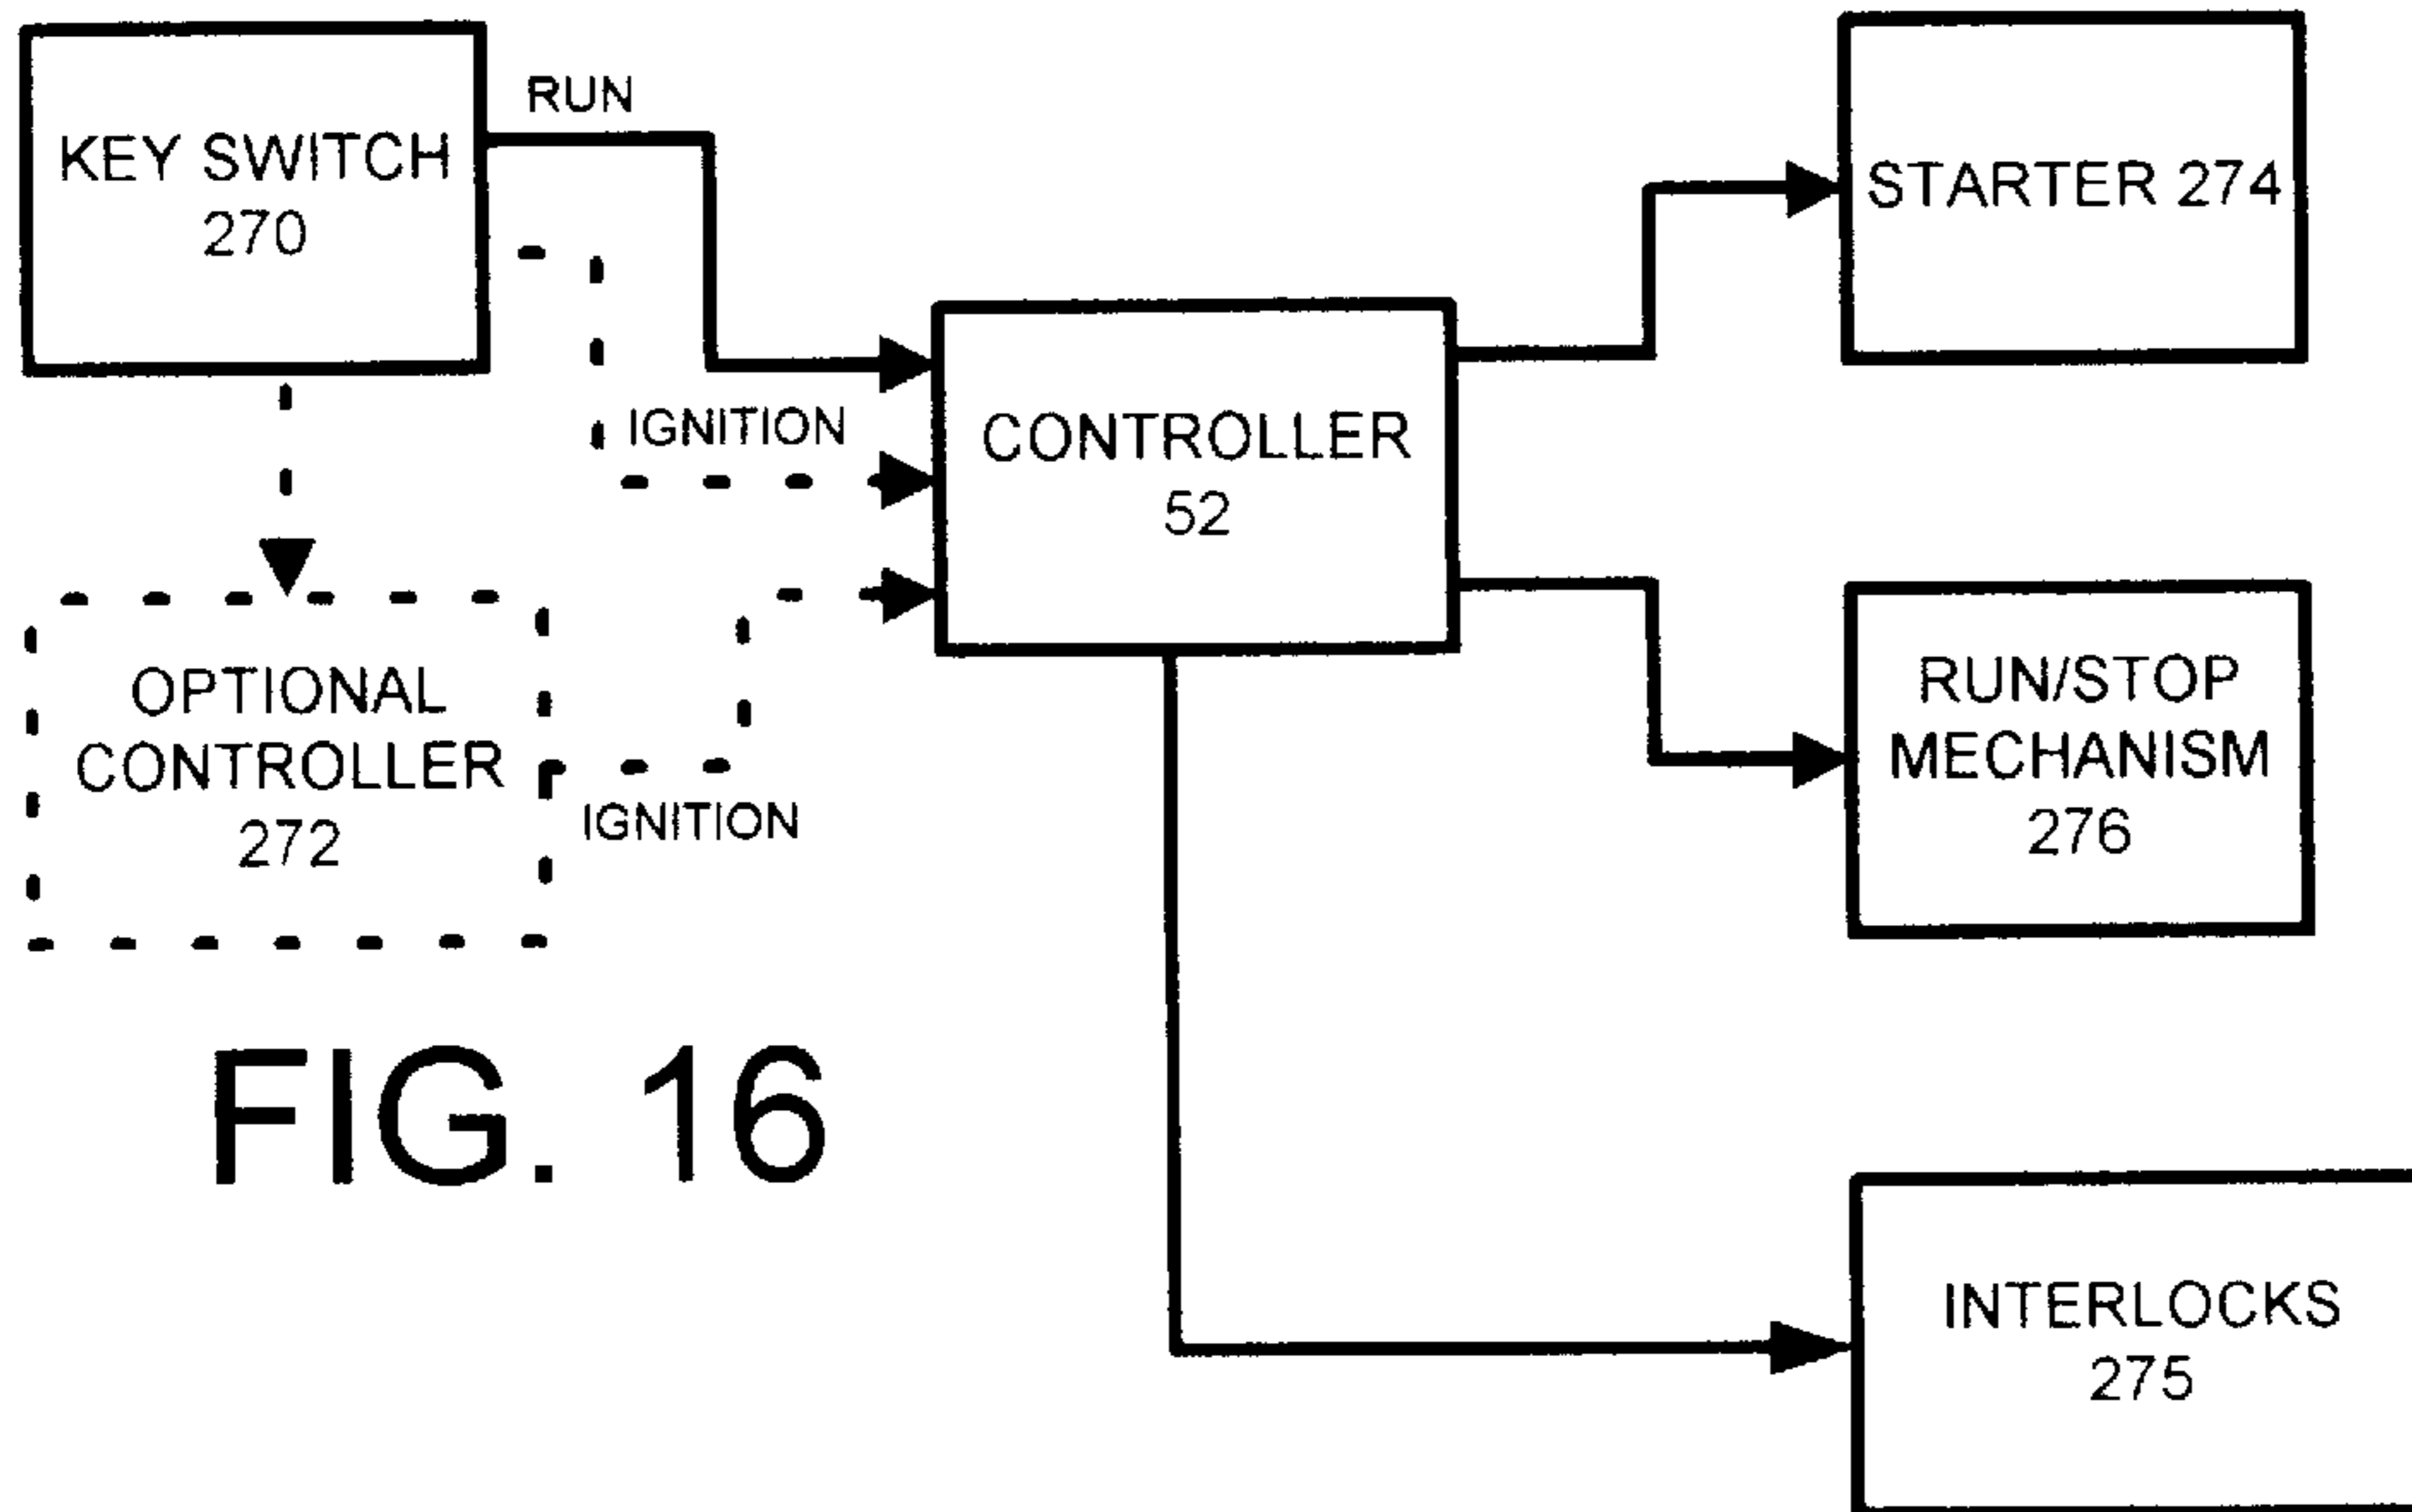 KEY SWITCH
270
RUN
STARTER 274
IGNITION
CONTROLLER
52
OPTIONAL
CONTROLLER
272
IGNITION
RUN/STOP
MECHANISM
276
FIG. 16
INTERLOCKS
275